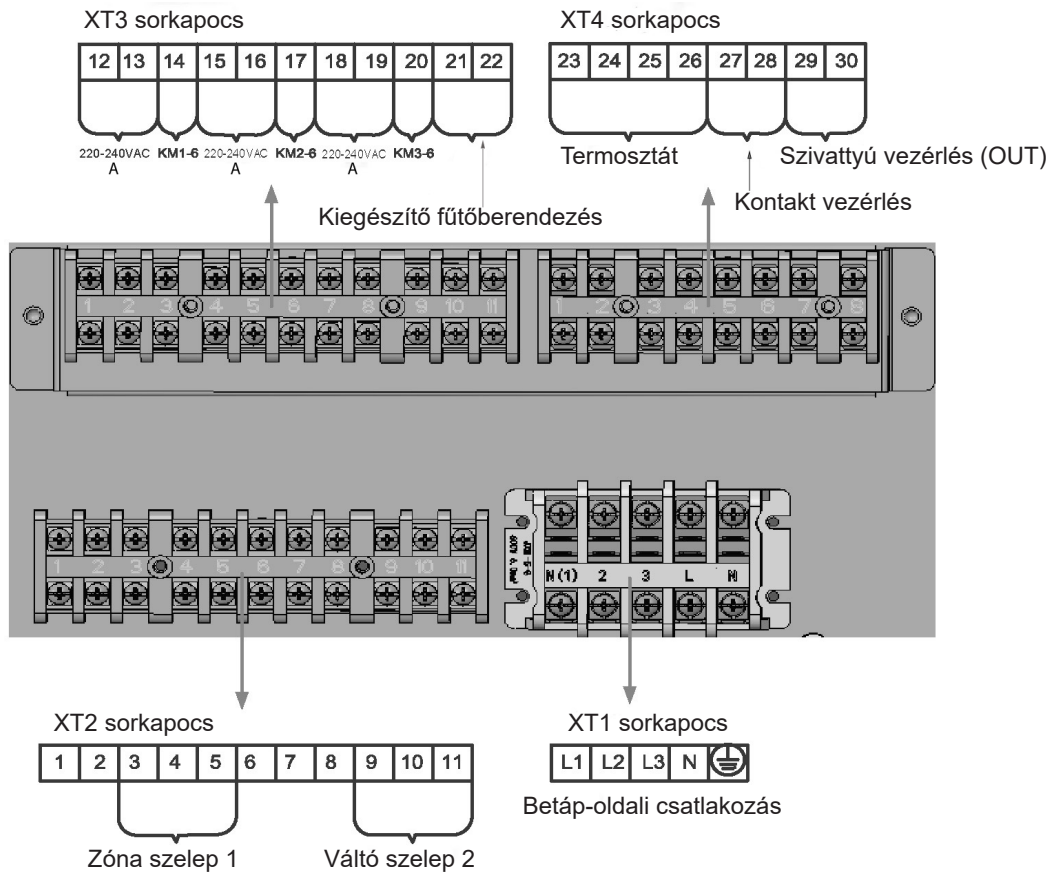 XT3 sorkapocs
XT4 sorkapocs
12 13 14 15 16 17 18 19 20 21 22
23 24 25 26 27 28 29 30
220-240VAC KM1-6 220-240VAC KM2-6 220-240VAC KM3-6
A A A
Termosztát
Szivattyú vezérlés (OUT)
Kontakt vezérlés
Kiegészítő fűtőberendezés
1 2 3 4 5 6 7 8 9 10 11
1 2 3 4 5 6 7 8
1 2 3 4 5 6 7 8 9 10 11
N(1) 2 3 L N
XT2 sorkapocs
XT1 sorkapocs
1 2 3 4 5 6 7 8 9 10 11
L1 L2 L3 N
Betáp-oldali csatlakozás
Zóna szelep 1
Váltó szelep 2